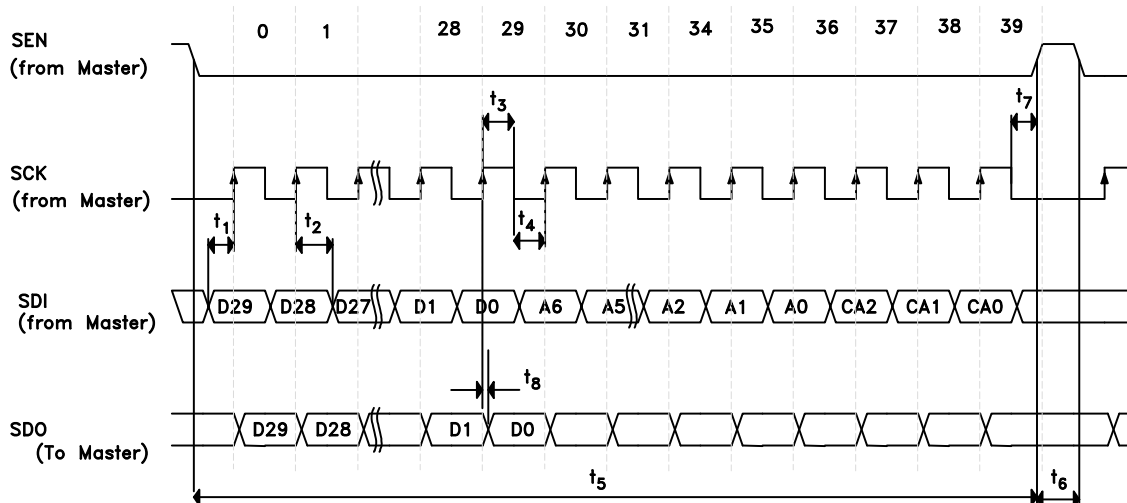 0 1 28 29 30 31 34 35 36 37 38 39
SEN
(from Master)
t3 t7
SCK
(from Master)
t1 t2 t4
SDI
(from Master)
D29 D28 D27 D1 D0 A6 A5 A2 A1 A0 CA2 CA1 CA0
t8
SDO
(To Master)
D29 D28 D1 D0
t5 t6